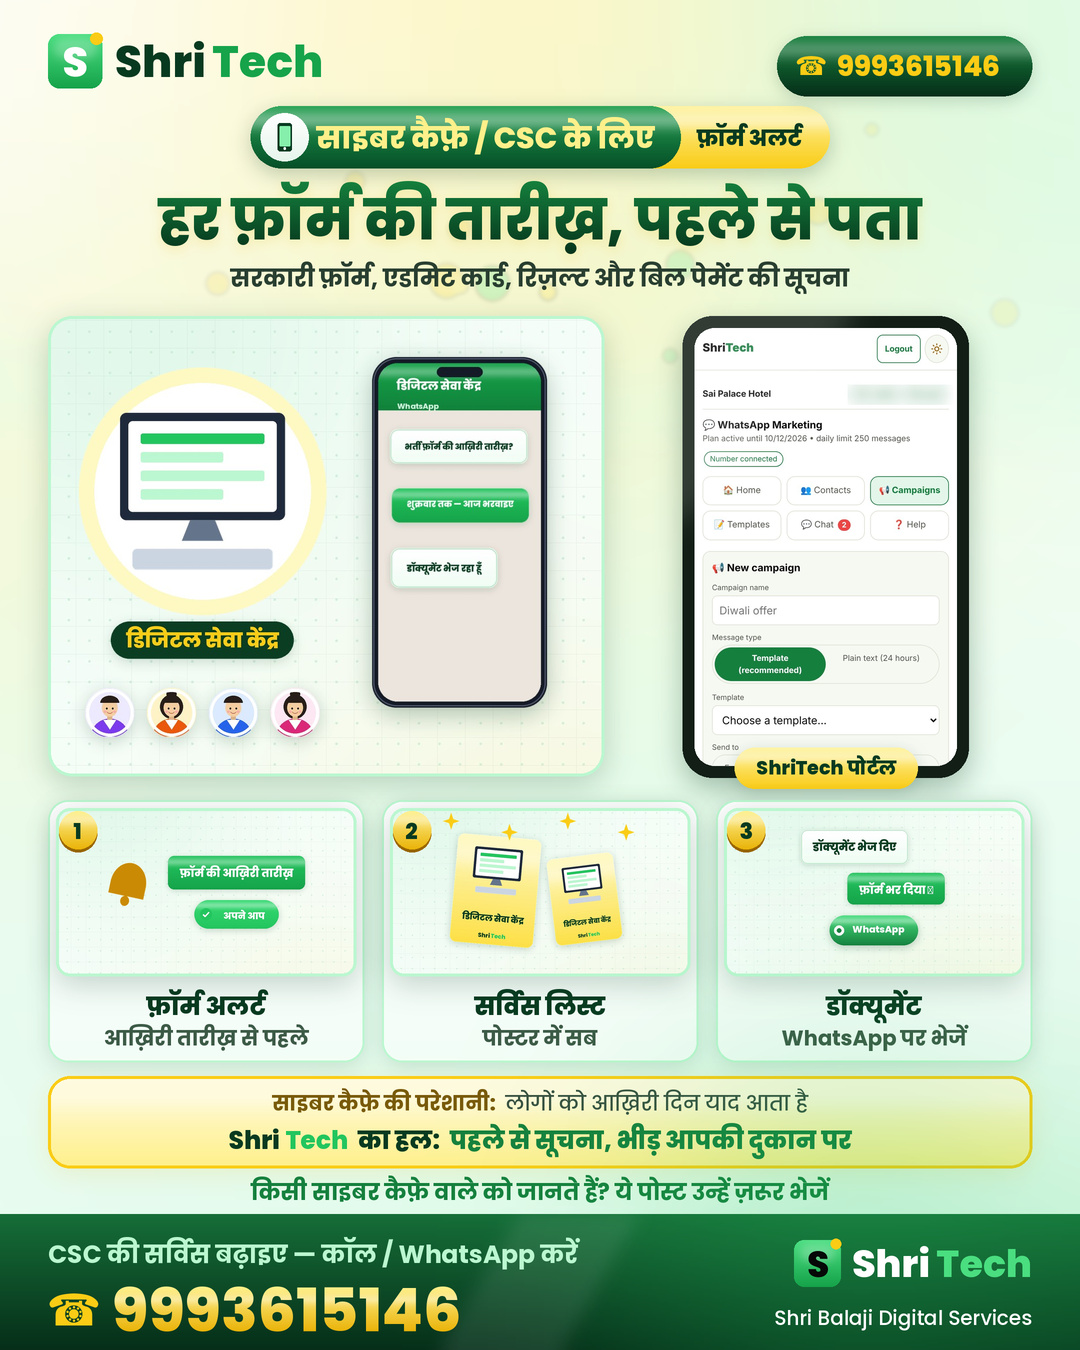 S Shri Tech
☎ 9993615146
साइबर कैफ़े / CSC के लिए
फ़ॉर्म अलर्ट
हर फ़ॉर्म की तारीख़, पहले से पता
सरकारी फ़ॉर्म, एडमिट कार्ड, रिज़ल्ट और बिल पेमेंट की सूचना
डिजिटल सेवा केंद्र
WhatsApp
भर्ती फ़ॉर्म की आख़िरी तारीख़?
शुक्रवार तक — आज भरवाइए
डॉक्यूमेंट भेज रहा हूँ
डिजिटल सेवा केंद्र
ShriTech
Logout
Sai Palace Hotel
WhatsApp Marketing
Plan active until 10/12/2026 • daily limit 250 messages
Number connected
Home
Contacts
Campaigns
Templates
Chat 2
Help
New campaign
Campaign name
Diwali offer
Message type
Template
(recommended)
Plain text (24 hours)
Template
Choose a template...
Send to
ShriTech पोर्टल
1
फ़ॉर्म की आख़िरी तारीख़
अपने आप
फ़ॉर्म अलर्ट
आख़िरी तारीख़ से पहले
2
डिजिटल सेवा केंद्र
ShriTech
डिजिटल सेवा केंद्र
ShriTech
सर्विस लिस्ट
पोस्टर में सब
3
डॉक्यूमेंट भेज दिए
फ़ॉर्म भर दिया
WhatsApp
डॉक्यूमेंट
WhatsApp पर भेजें
साइबर कैफ़े की परेशानी: लोगों को आख़िरी दिन याद आता है
Shri Tech का हल: पहले से सूचना, भीड़ आपकी दुकान पर
किसी साइबर कैफ़े वाले को जानते हैं? ये पोस्ट उन्हें ज़रूर भेजें
CSC की सर्विस बढ़ाइए — कॉल / WhatsApp करें
☎ 9993615146
S Shri Tech
Shri Balaji Digital Services